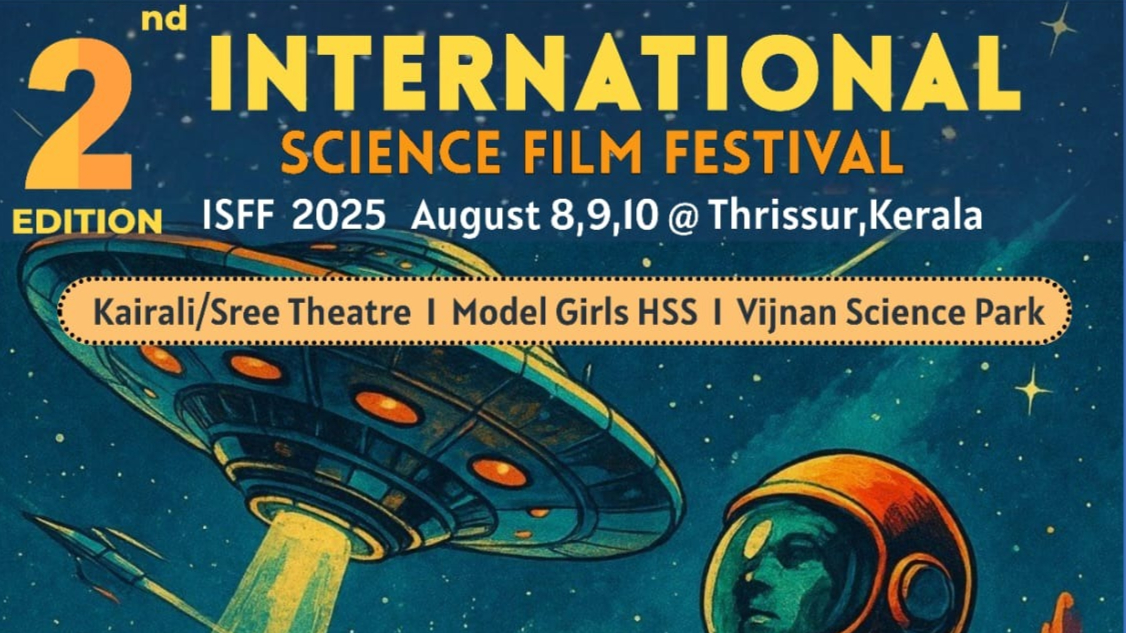 2nd INTERNATIONAL
SCIENCE FILM FESTIVAL
EDITION ISFF 2025 August 8,9,10 @ Thrissur,Kerala
Kairali/Sree Theatre I Model Girls HSS I Vijnan Science Park